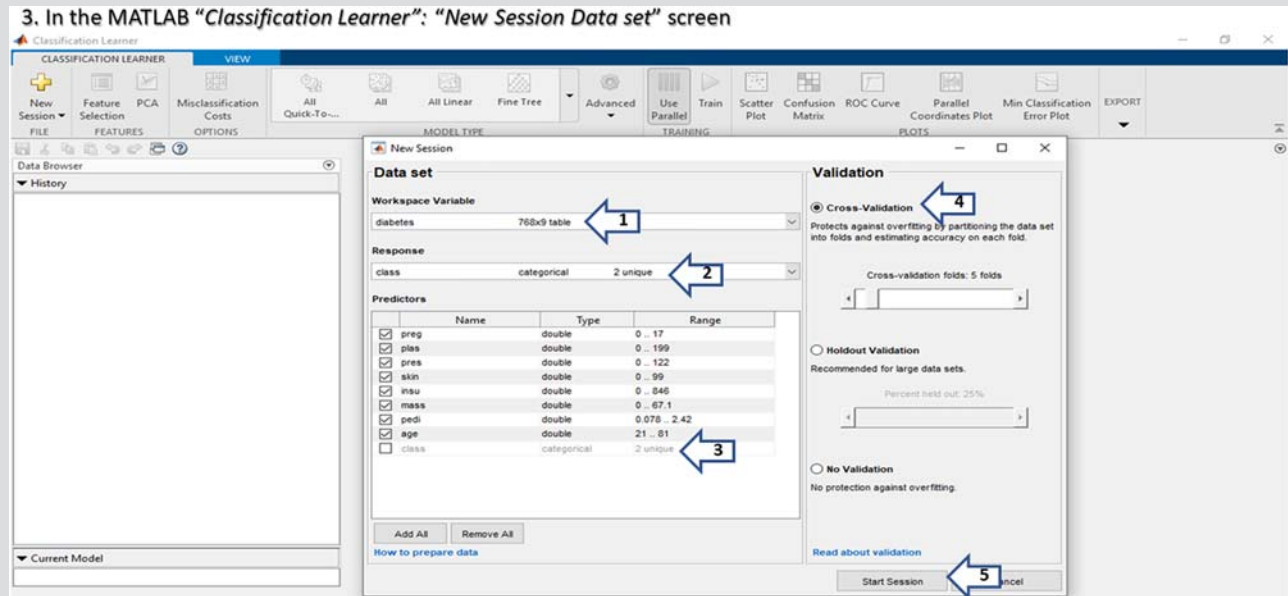 3. In the MATLAB “Classification Learner”: “New Session Data set” screen
Classification Learner
CLASSIFICATION LEARNER VIEW
New Session
Feature Selection
PCA
Misclassification Costs
All Quick-To-...
All
All Linear
Fine Tree
Advanced
Use Parallel
Train
Scatter Plot
Confusion Matrix
ROC Curve
Parallel Coordinates Plot
Min Classification Error Plot
EXPORT
FILE FEATURES OPTIONS MODEL TYPE TRAINING PLOTS
Data Browser
History
Current Model
New Session
Data set
Workspace Variable
diabetes 768x9 table
1
Response
class categorical 2 unique
2
Predictors
Name Type Range
preg double 0 .. 17
plas double 0 .. 199
pres double 0 .. 122
skin double 0 .. 99
insu double 0 .. 846
mass double 0 .. 67.1
pedi double 0.078 .. 2.42
age double 21 .. 81
class categorical 2 unique
3
Add All Remove All
How to prepare data
Validation
Cross-Validation
4
Protects against overfitting by partitioning the data set
into folds and estimating accuracy on each fold.
Cross-validation folds: 5 folds
Holdout Validation
Recommended for large data sets.
Percent held out: 25%
No Validation
No protection against overfitting.
Read about validation
Start Session
5
ancel